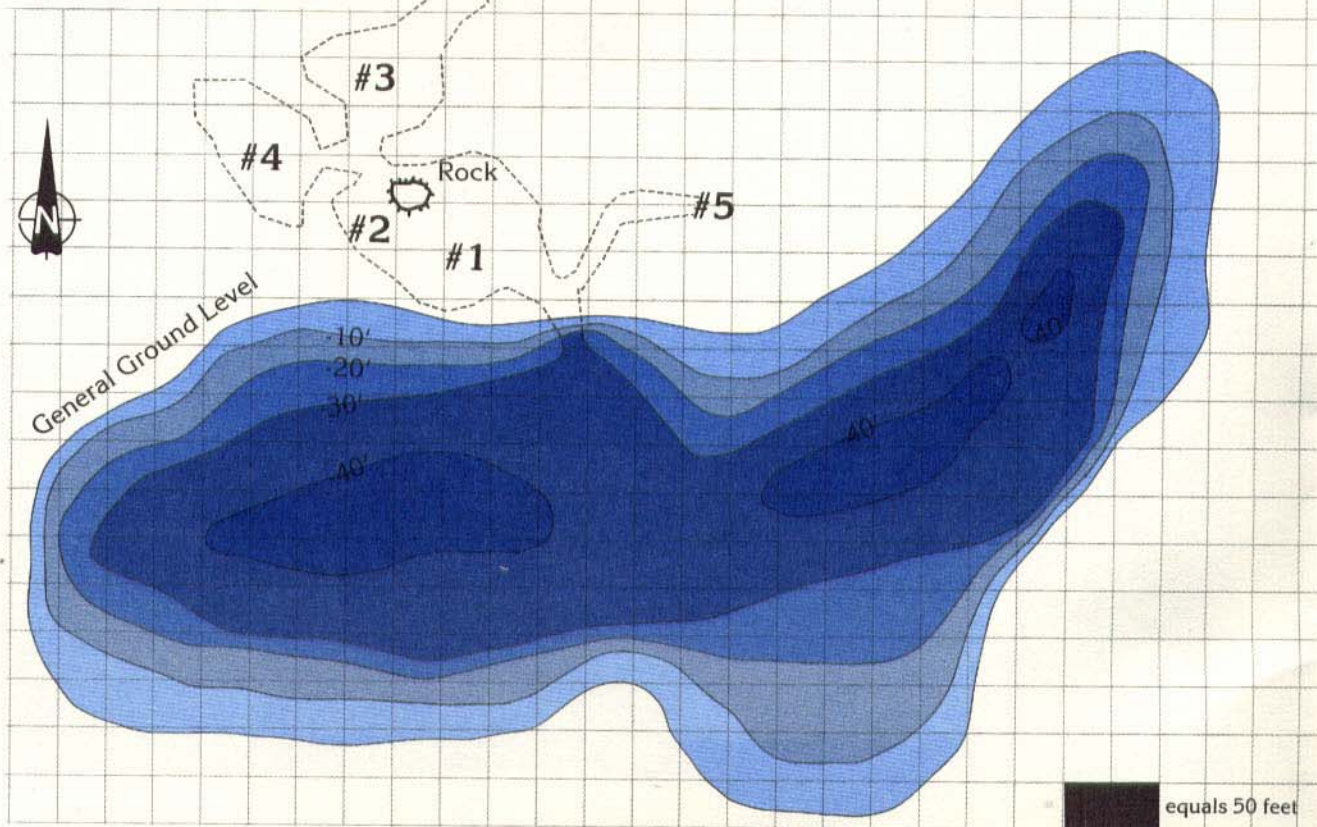 #3
#4
Rock
#5
#2
#1
N
General Ground Level
-10'
-20'
-30'
-40'
40'
40'
equals 50 feet